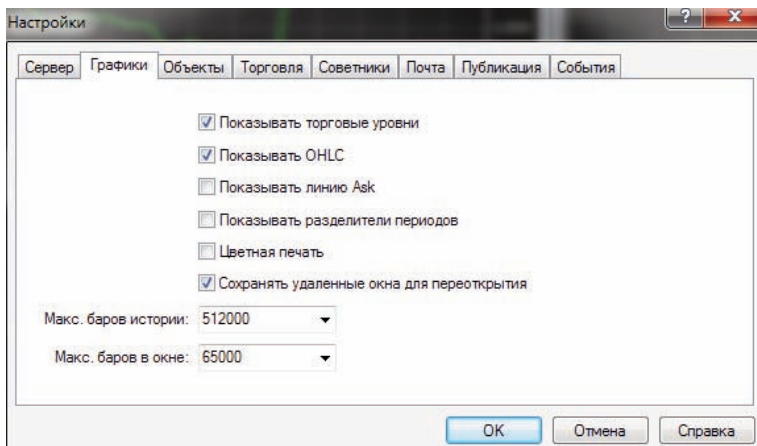 Настройки
Сервер Графики Объекты Торговля Советники Почта Публикация События
Показывать торговые уровни
Показывать OHLC
Показывать линию Ask
Показывать разделители периодов
Цветная печать
Сохранять удаленные окна для переоткрытия
Макс. баров истории: 512000
Макс. баров в окне: 65000
OK Отмена Справка